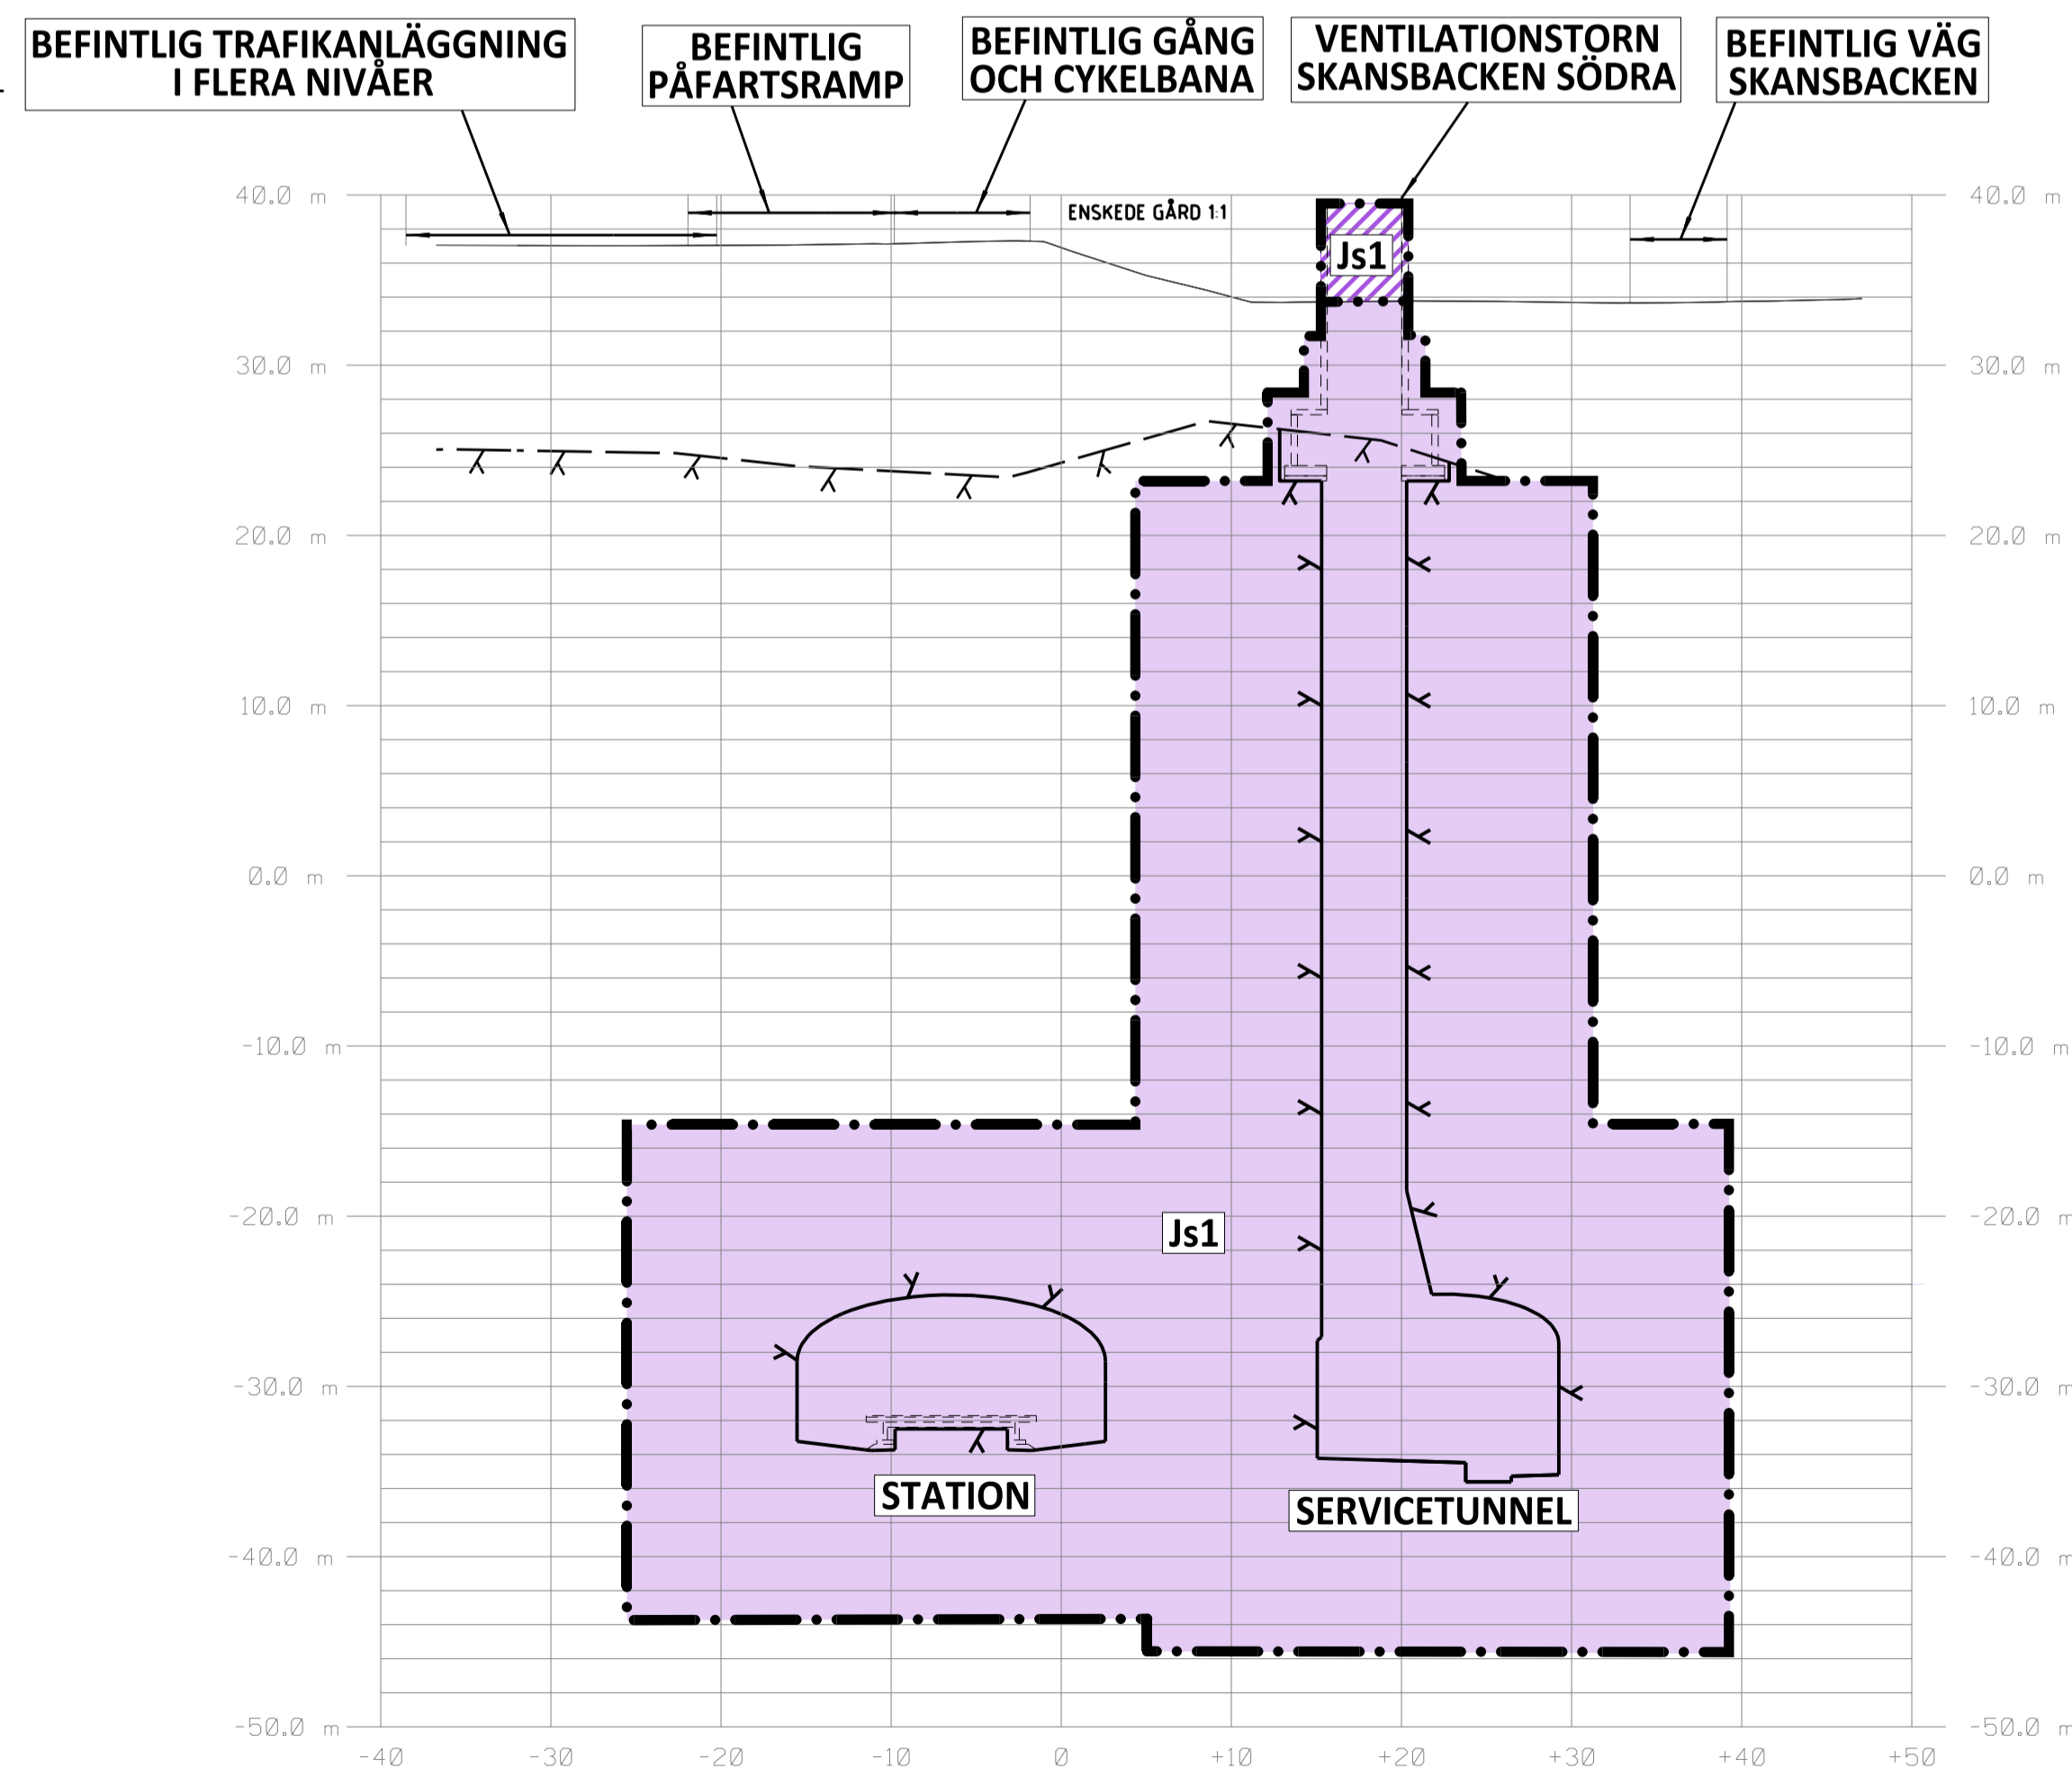 BEFINTLIG TRAFIKANLÄGGNING
I FLERA NIVÅER
BEFINTLIG
PÅFARTSRAMP
BEFINTLIG GÅNG
OCH CYKELBANA
VENTILATIONSTORN
SKANSBACKEN SÖDRA
BEFINTLIG VÄG
SKANSBACKEN
40.0 m
40.0 m
ENSKEDE GÅRD 1:1
Js1
30.0 m
30.0 m
20.0 m
20.0 m
10.0 m
10.0 m
0.0 m
0.0 m
-10.0 m
-10.0 m
-20.0 m
-20.0 m
Js1
-30.0 m
-30.0 m
STATION
SERVICETUNNEL
-40.0 m
-40.0 m
-50.0 m
-50.0 m
-40
-30
-20
-10
0
+10
+20
+30
+40
+50